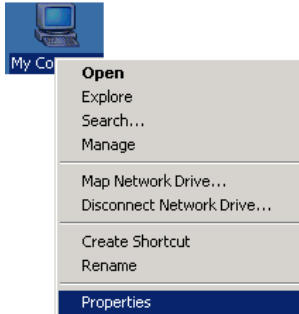 My Co
Open
Explore
Search...
Manage
Map Network Drive...
Disconnect Network Drive...
Create Shortcut
Rename
Properties